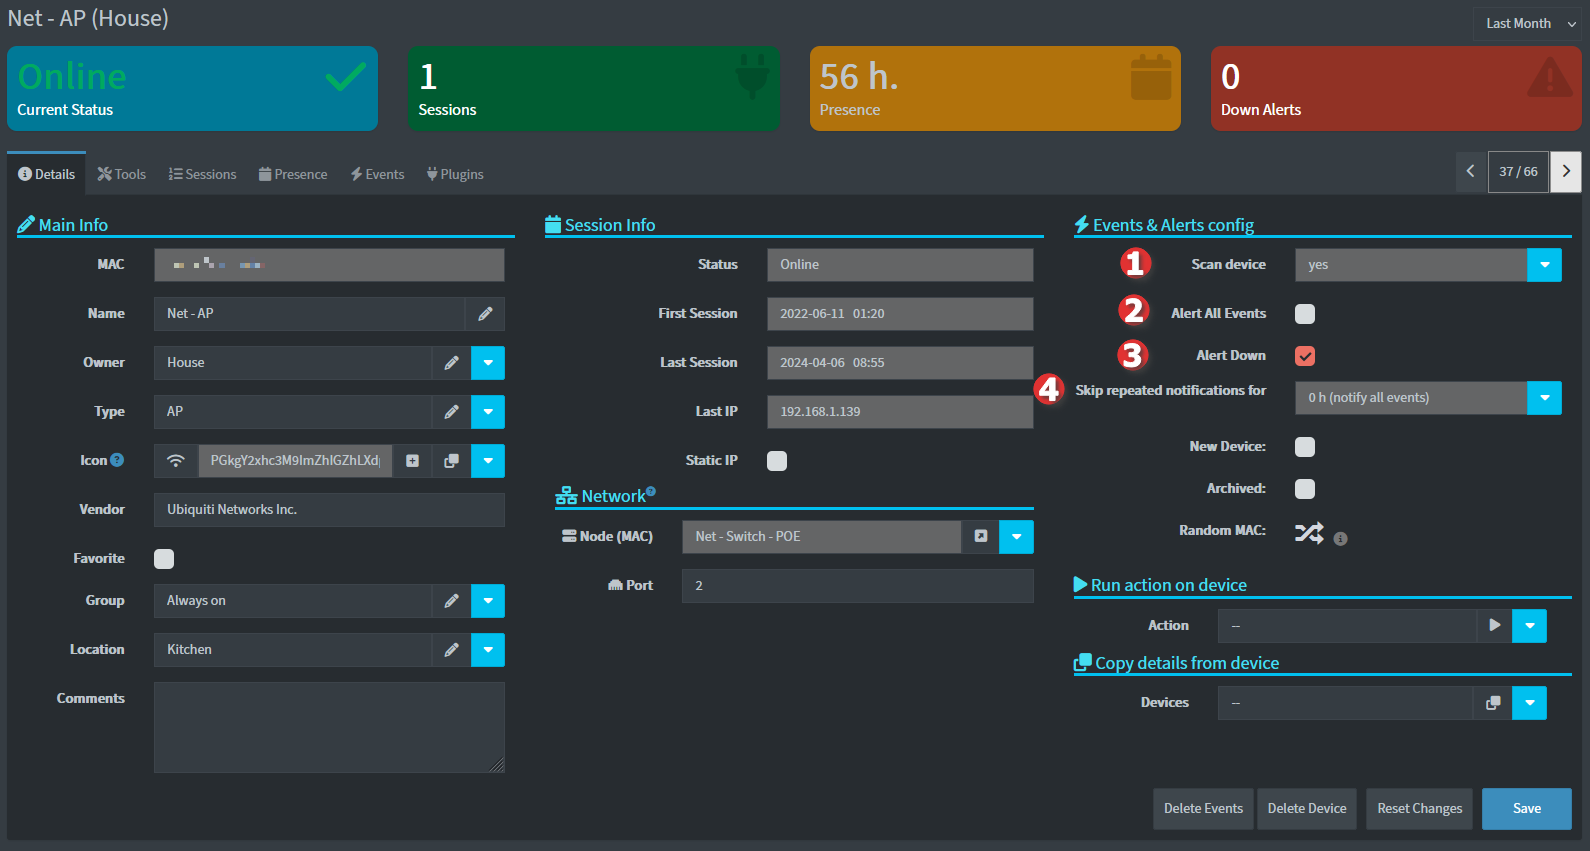 Net - AP (House)
Last Month
Online
Current Status
1
Sessions
56 h.
Presence
0
Down Alerts
Details
Tools
Sessions
Presence
Events
Plugins
37 / 66
Main Info
MAC
Name
Net - AP
Owner
House
Type
AP
Icon
PGkgY2xhc3M9ImZhIGZhLXd
Vendor
Ubiquiti Networks Inc.
Favorite
Group
Always on
Location
Kitchen
Comments
Session Info
Status
Online
First Session
2022-06-11 01:20
Last Session
2024-04-06 08:55
Last IP
192.168.1.139
Static IP
Network
Node (MAC)
Net - Switch - POE
Port
2
Events & Alerts config
1
Scan device
yes
2
Alert All Events
3
Alert Down
4
Skip repeated notifications for
0 h (notify all events)
New Device:
Archived:
Random MAC:
Run action on device
Action
--
Copy details from device
Devices
--
Delete Events
Delete Device
Reset Changes
Save